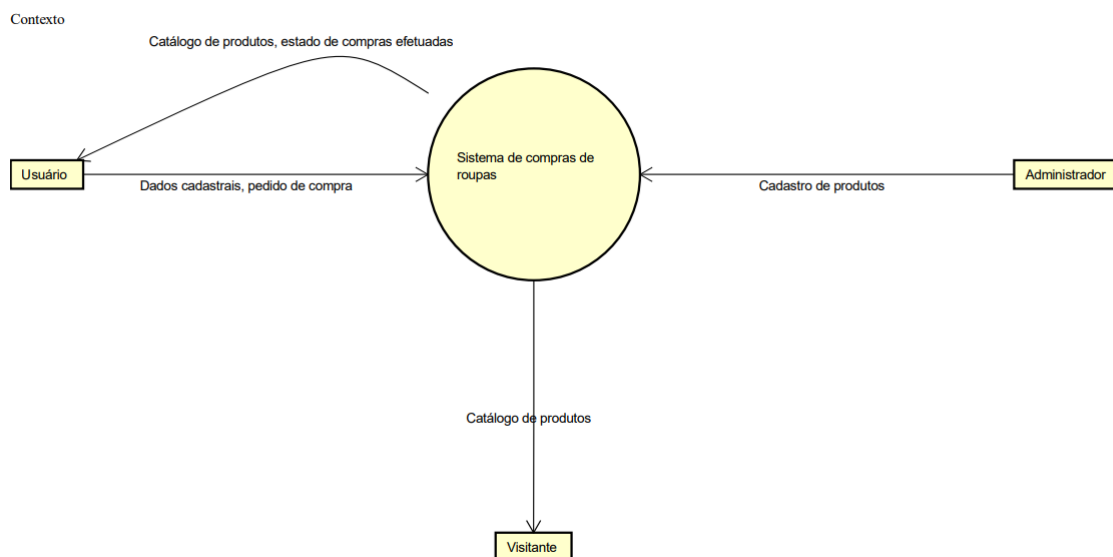 Contexto
Catálogo de produtos, estado de compras efetuadas
Sistema de compras de
roupas
Usuário
Administrador
Dados cadastrais, pedido de compra
Cadastro de produtos
Catálogo de produtos
Visitante